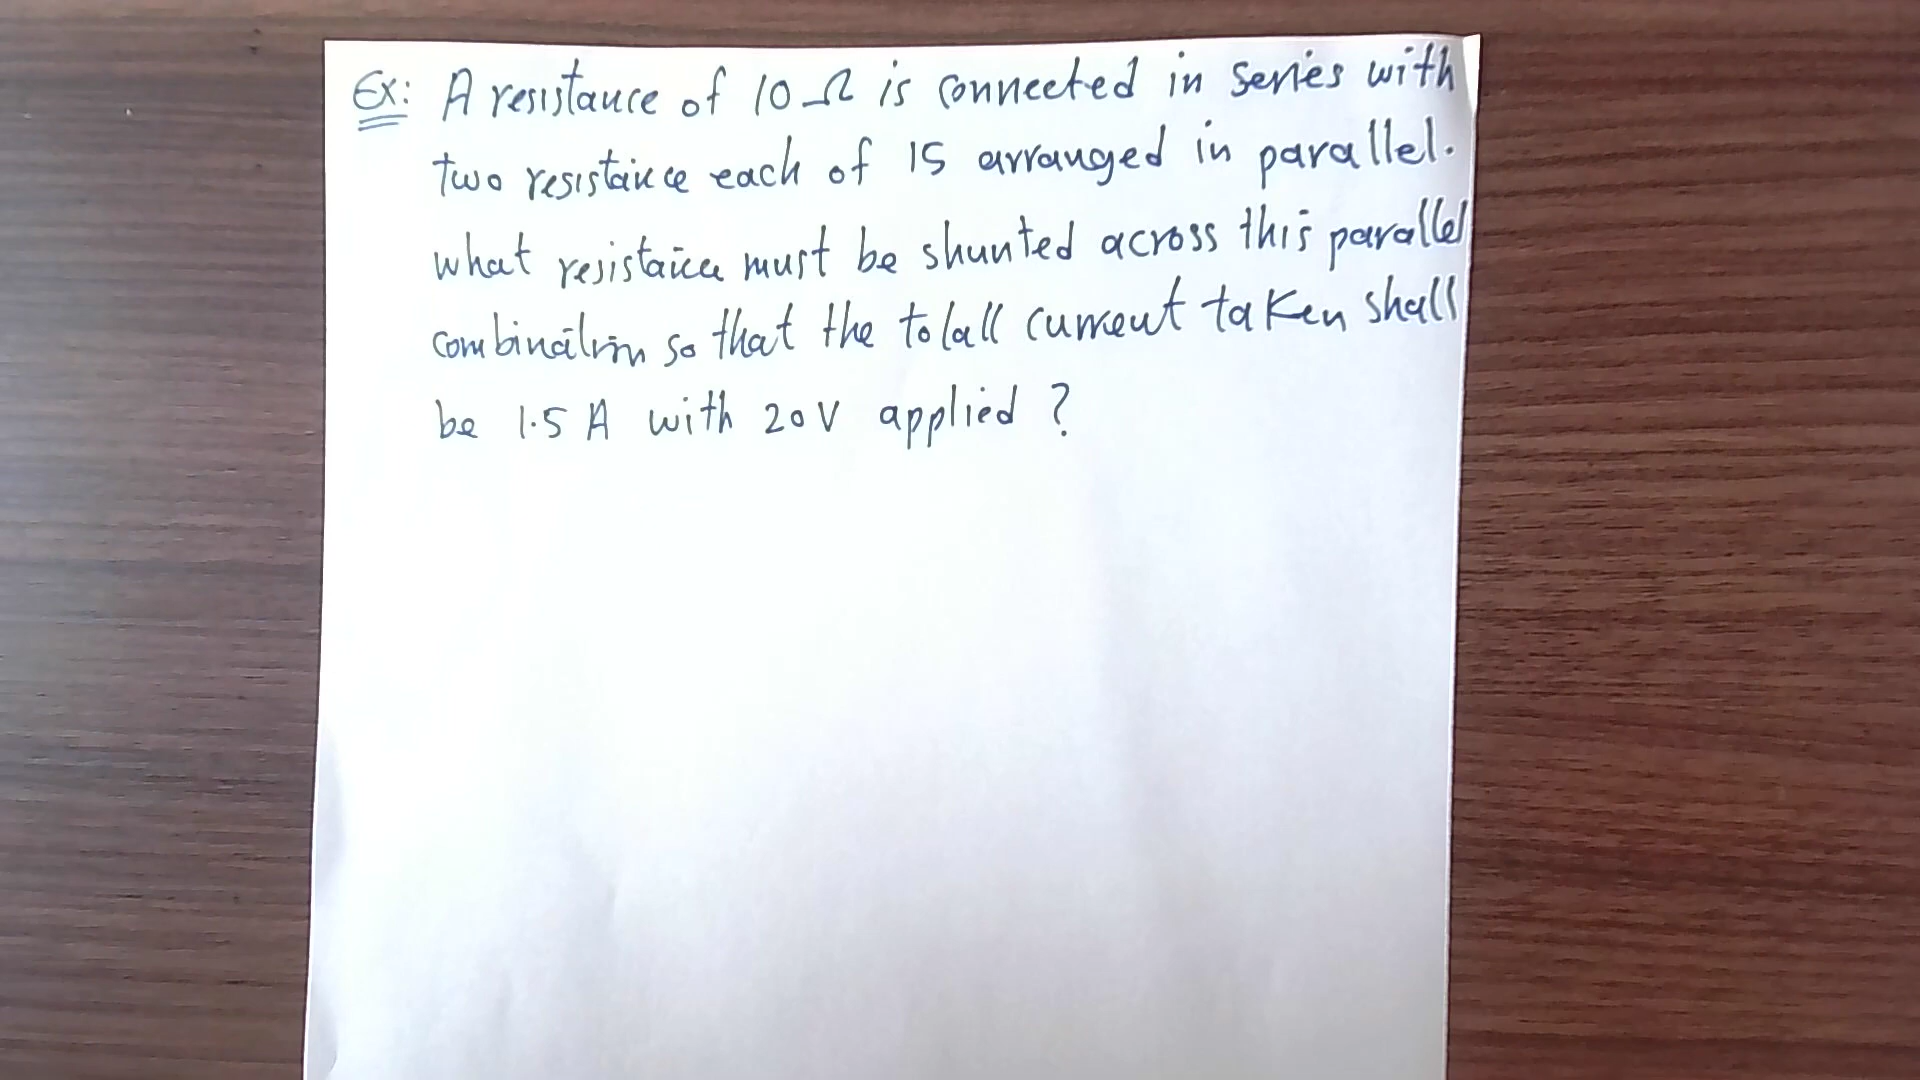 Ex: A resistance of 10 Ω is connected in series with
two resistance each of 15 arranged in parallel.
what resistance must be shunted across this parallel
combination so that the totall current taken shall
be 1.5 A with 20V applied ?